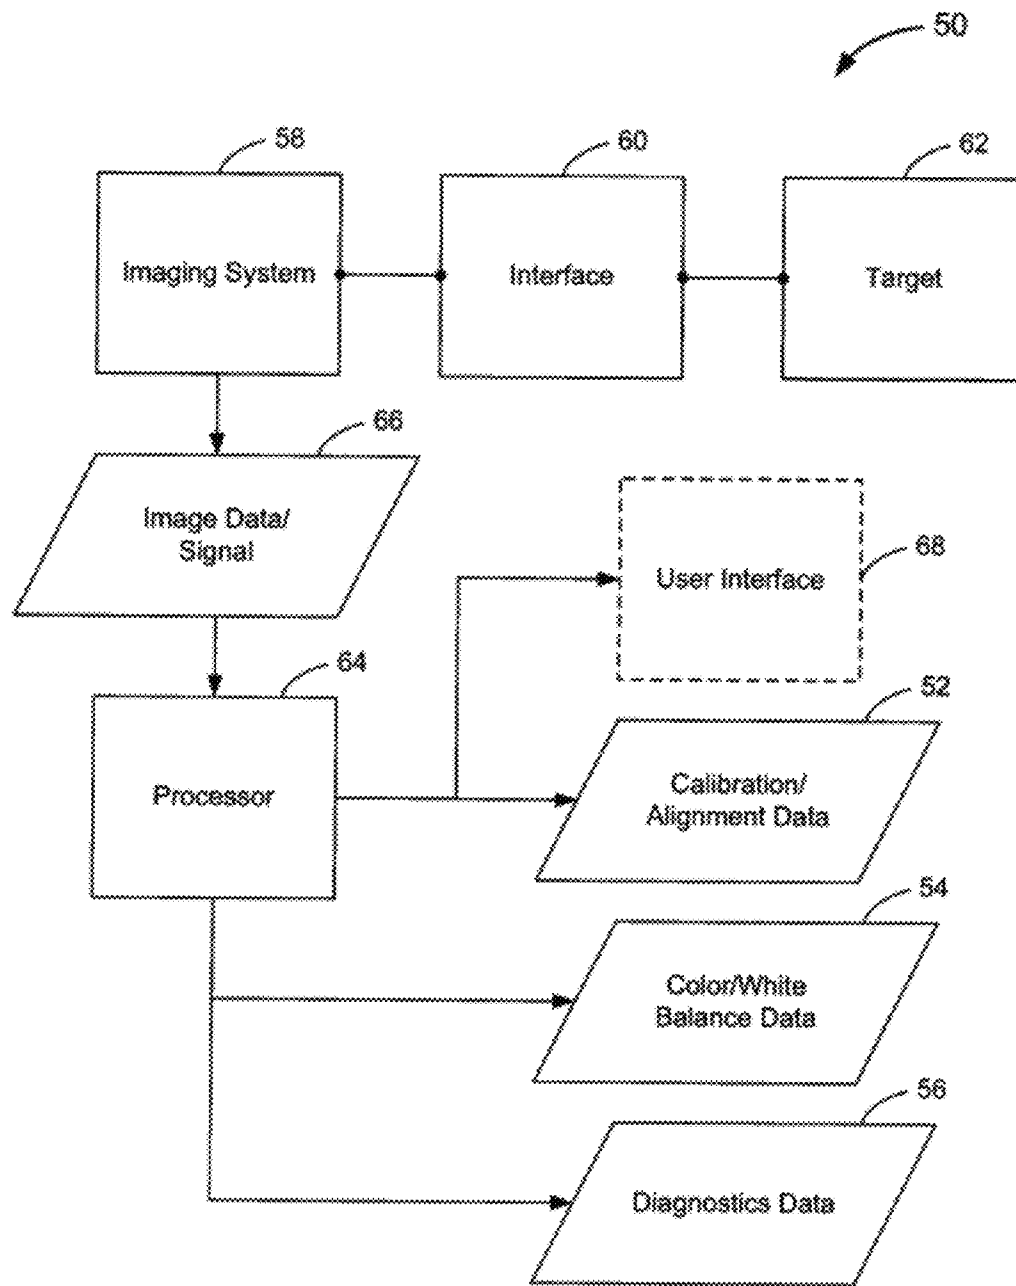 50
58
60
62
Imaging System
Interface
Target
66
Image Data/
Signal
68
User Interface
64
Processor
52
Calibration/
Alignment Data
54
Color/White
Balance Data
56
Diagnostics Data